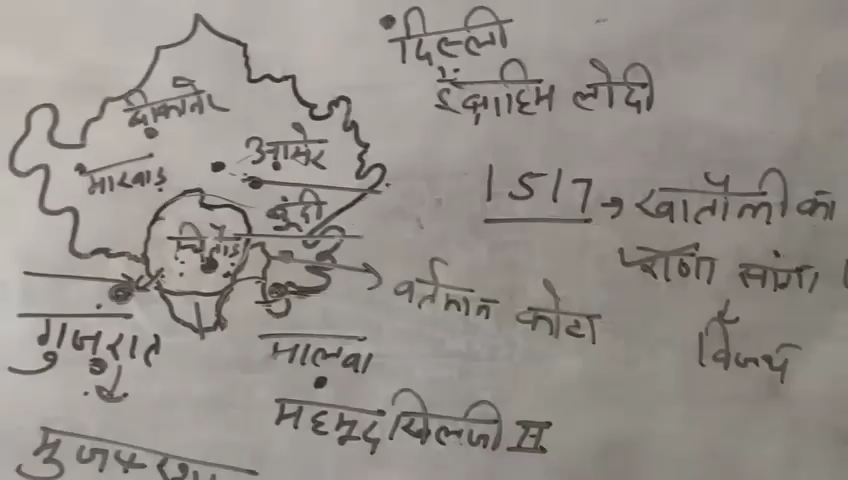 दिल्ली
इब्राहिम लोदी
बीकानेर
आमेर
मारवाड़
1517 → खातौली का
बूंदी
चित्तौड़
राणा सांगा
वर्तमान कोटा
विजय
गुजरात
मालवा
महमूद खिलजी II